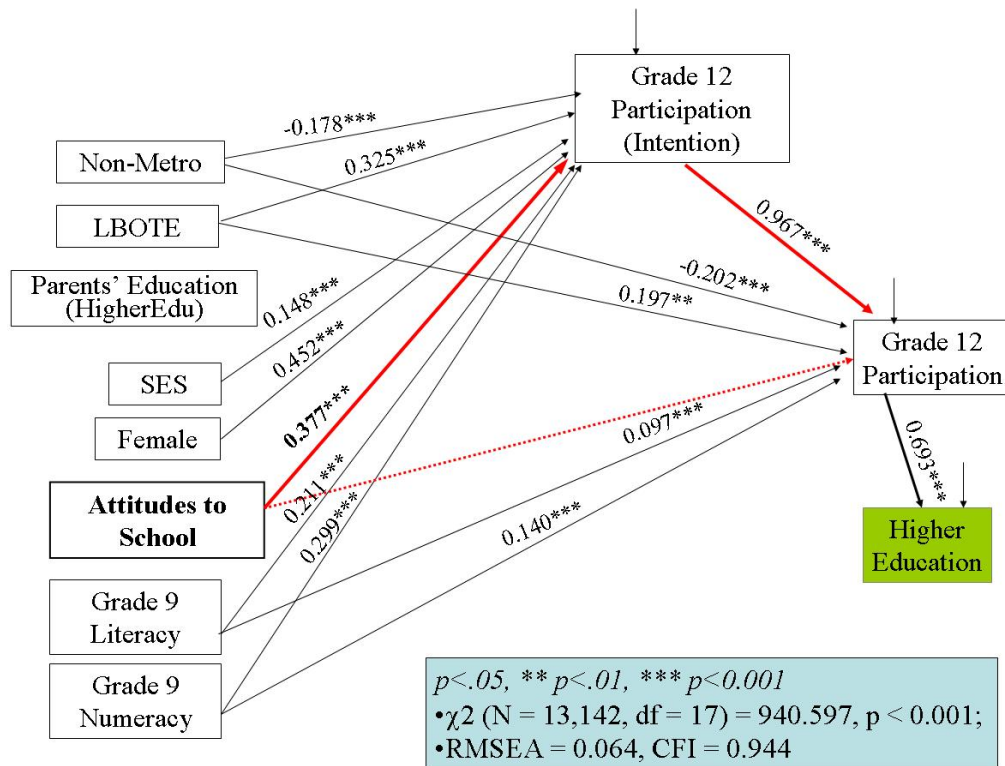 Grade 12
Participation
(Intention)
-0.178***
0.325***
Non-Metro
LBOTE
0.967***
Parents’ Education
(HigherEdu)
-0.202***
0.197**
0.148***
0.452***
Grade 12
Participation
SES
Female
0.377***
0.097***
0.693***
0.211***
0.299***
Attitudes to
School
0.140***
Higher
Education
Grade 9
Literacy
Grade 9
Numeracy
p<.05, ** p<.01, *** p<0.001
•χ2 (N = 13,142, df = 17) = 940.597, p < 0.001;
•RMSEA = 0.064, CFI = 0.944